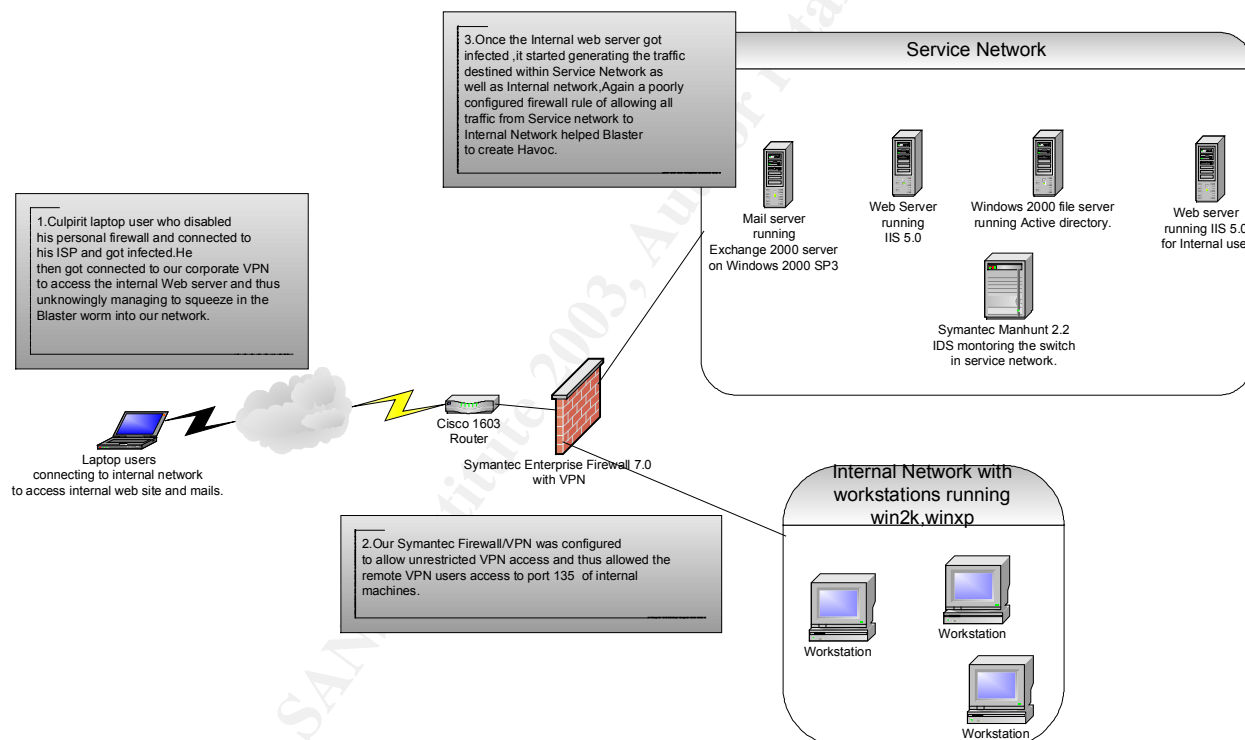 3.Once the Internal web server got
infected ,it started generating the traffic
destined within Service Network as
well as Internal network,Again a poorly
configured firewall rule of allowing all
traffic from Service network to
Internal Network helped Blaster
to create Havoc.
Service Network
Mail server
running
Exchange 2000 server
on Windows 2000 SP3
Web Server
running
IIS 5.0
Windows 2000 file server
running Active directory.
Web server
running IIS 5.0
for Internal use
Symantec Manhunt 2.2
IDS montoring the switch
in service network.
1.Culpirit laptop user who disabled
his personal firewall and connected to
his ISP and got infected.He
then got connected to our corporate VPN
to access the internal Web server and thus
unknowingly managing to squeeze in the
Blaster worm into our network.
Laptop users
connecting to internal network
to access internal web site and mails.
Cisco 1603
Router
Symantec Enterprise Firewall 7.0
with VPN
2.Our Symantec Firewall/VPN was configured
to allow unrestricted VPN access and thus allowed the
remote VPN users access to port 135 of internal
machines.
Internal Network with
workstations running
win2k,winxp
Workstation
Workstation
Workstation
2003,